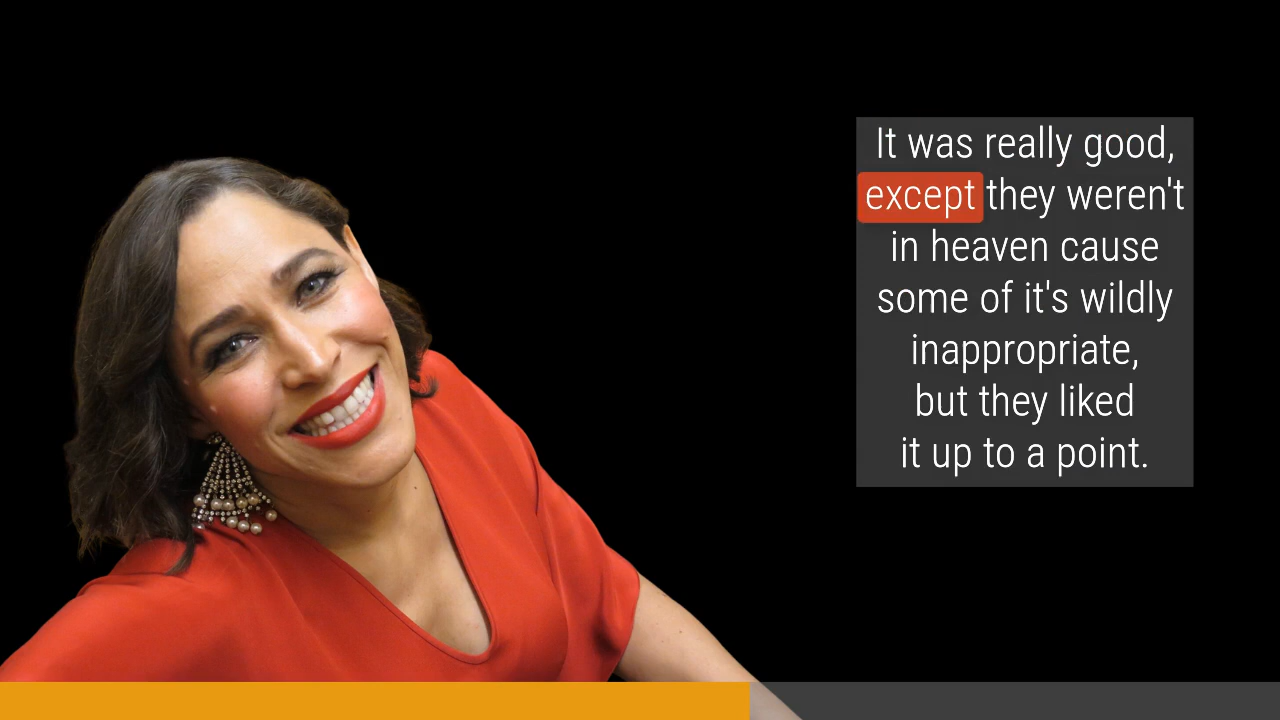 It was really good,
except they weren't
in heaven cause
some of it's wildly
inappropriate,
but they liked
it up to a point.